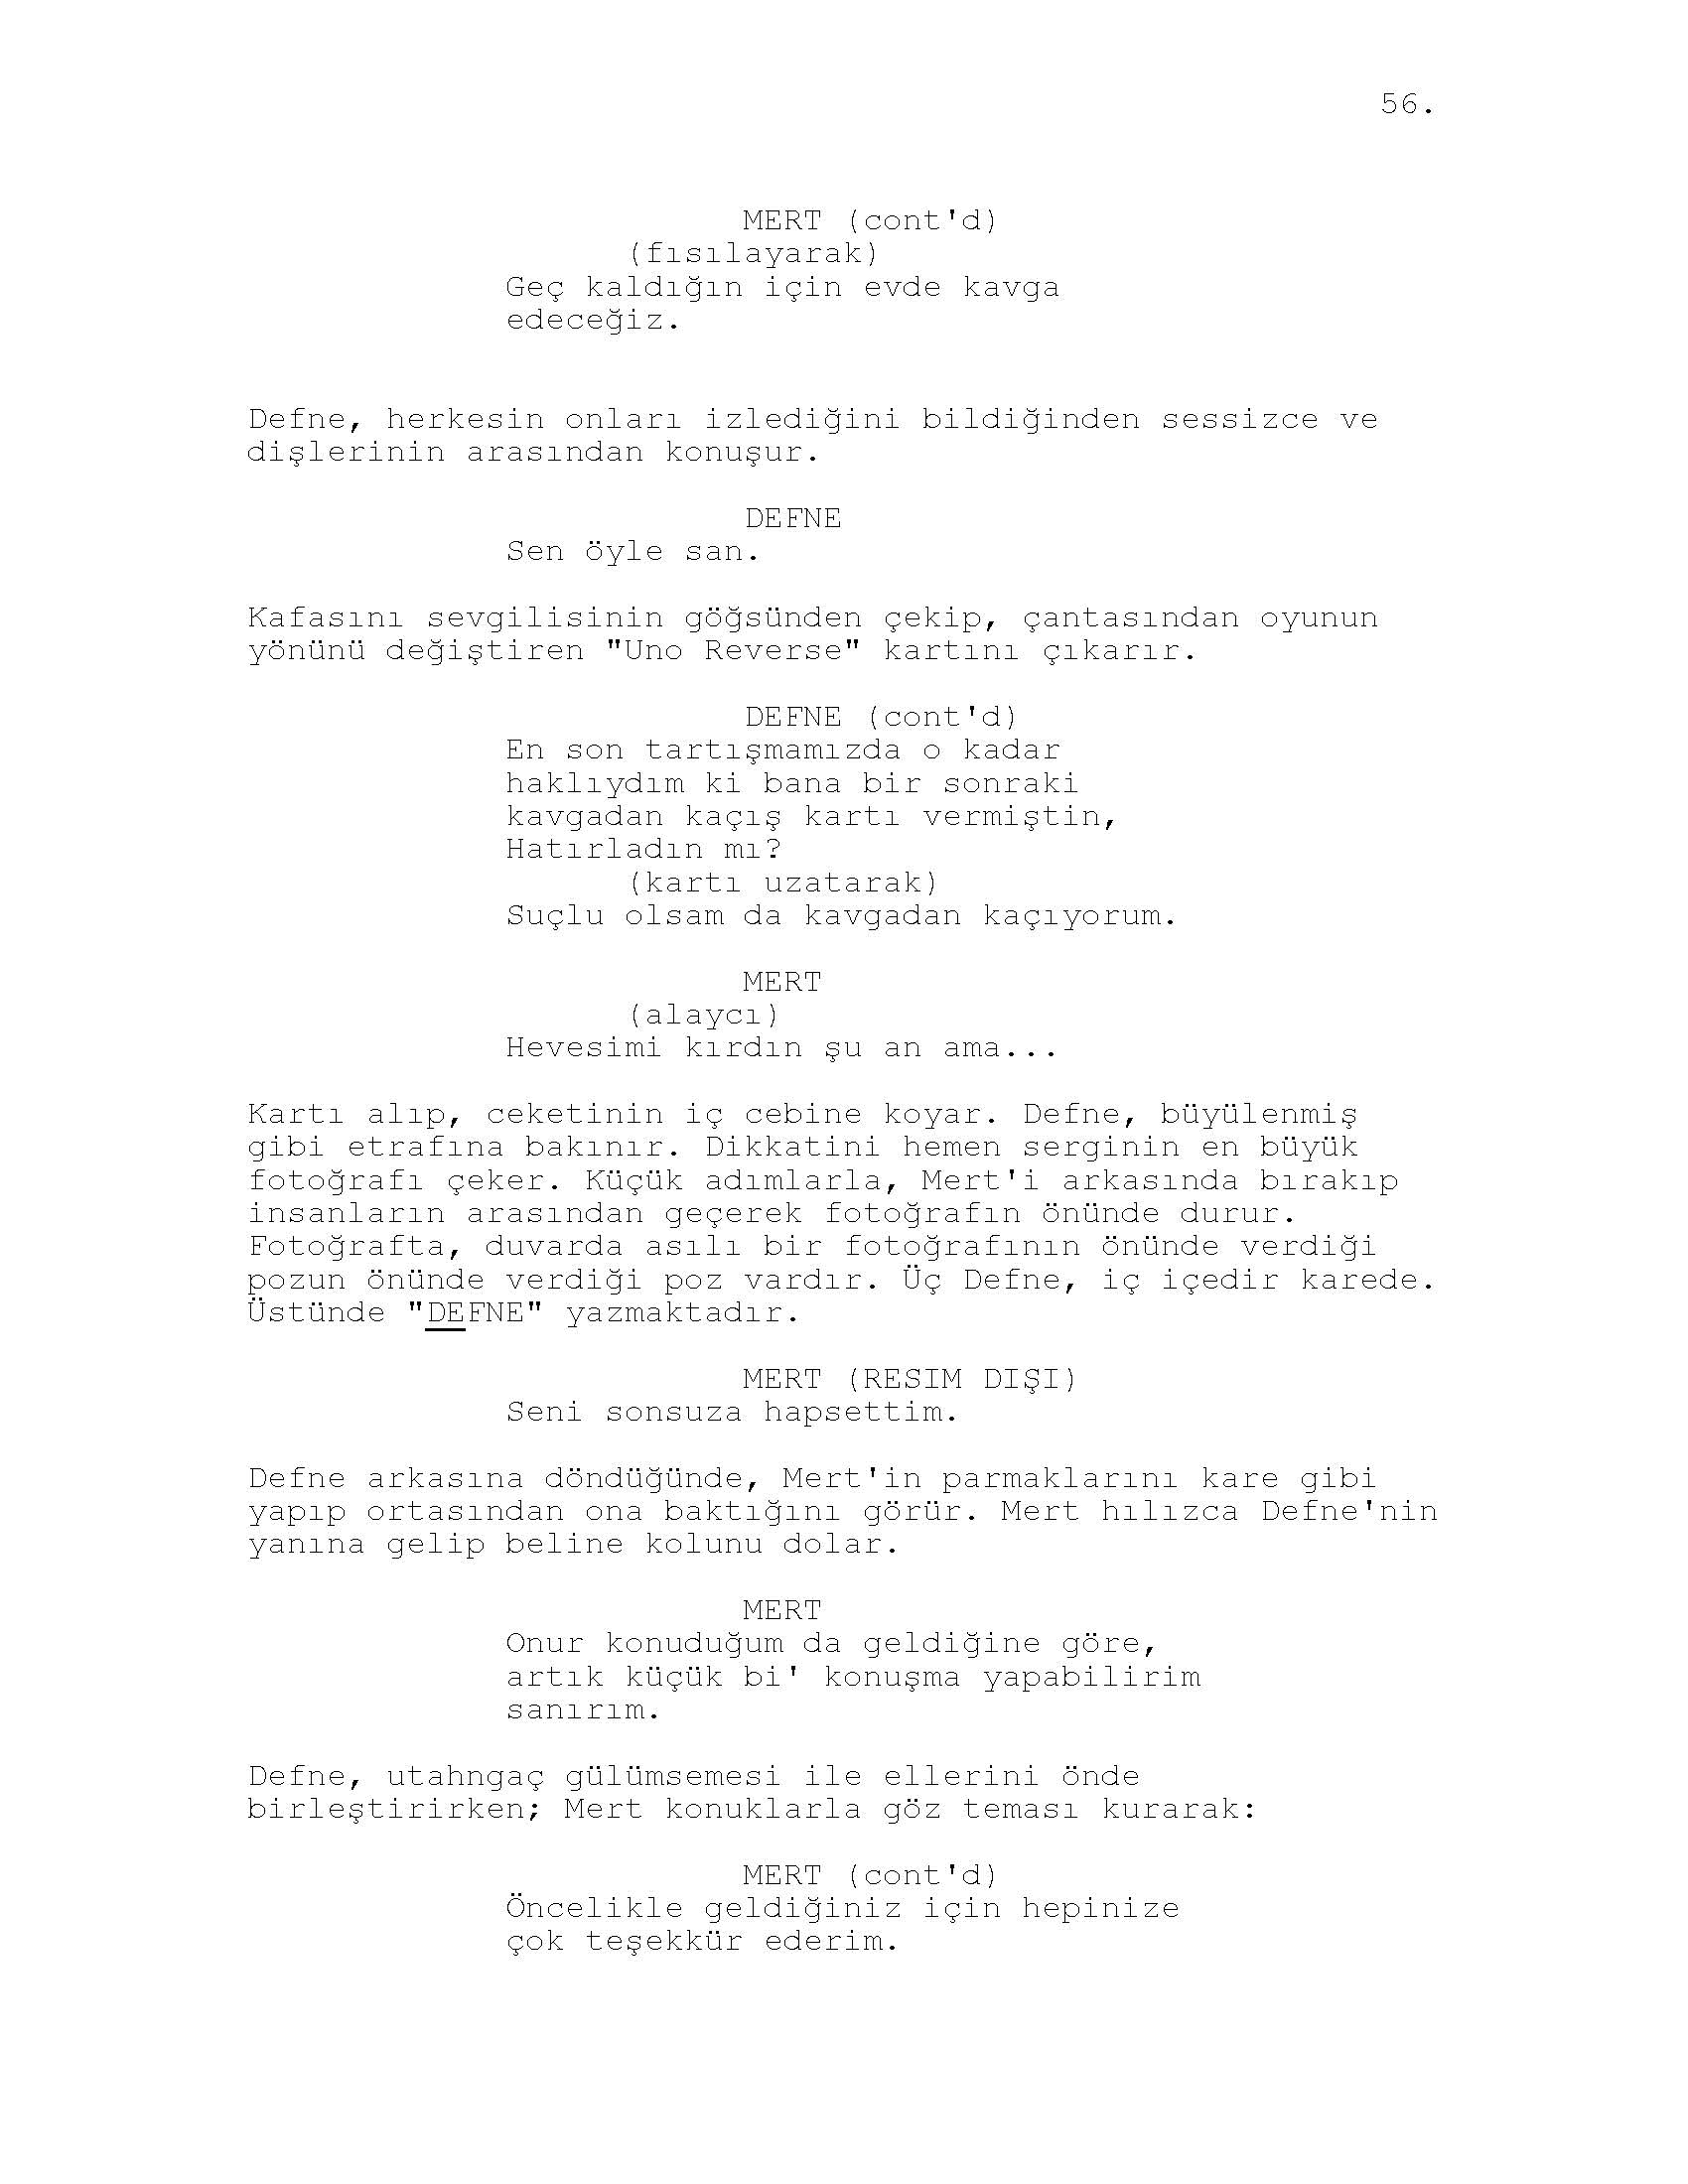 56.
MERT (cont'd)
(fısılayarak)
Geç kaldığın için evde kavga
edeceğiz.
Defne, herkesin onları izlediğini bildiğinden sessizce ve
dişlerinin arasından konuşur.
DEFNE
Sen öyle san.
Kafasını sevgilisinin göğsünden çekip, çantasından oyunun
yönünü değiştiren "Uno Reverse" kartını çıkarır.
DEFNE (cont'd)
En son tartışmamızda o kadar
haklıydım ki bana bir sonraki
kavgadan kaçış kartı vermiştin,
Hatırladın mı?
(kartı uzatarak)
Suçlu olsam da kavgadan kaçıyorum.
MERT
(alaycı)
Hevesimi kırdın şu an ama...
Kartı alıp, ceketinin iç cebine koyar. Defne, büyülenmiş
gibi etrafına bakınır. Dikkatini hemen serginin en büyük
fotoğrafı çeker. Küçük adımlarla, Mert'i arkasında bırakıp
insanların arasından geçerek fotoğrafın önünde durur.
Fotoğrafta, duvarda asılı bir fotoğrafının önünde verdiği
pozun önünde verdiği poz vardır. Üç Defne, iç içedir karede.
Üstünde "DEFNE" yazmaktadır.
MERT (RESIM DIŞI)
Seni sonsuza hapsettim.
Defne arkasına döndüğünde, Mert'in parmaklarını kare gibi
yapıp ortasından ona baktığını görür. Mert hılızca Defne'nin
yanına gelip beline kolunu dolar.
MERT
Onur konuduğum da geldiğine göre,
artık küçük bi' konuşma yapabilirim
sanırım.
Defne, utahngaç gülümsemesi ile ellerini önde
birleştirirken; Mert konuklarla göz teması kurarak:
MERT (cont'd)
Öncelikle geldiğiniz için hepinize
çok teşekkür ederim.